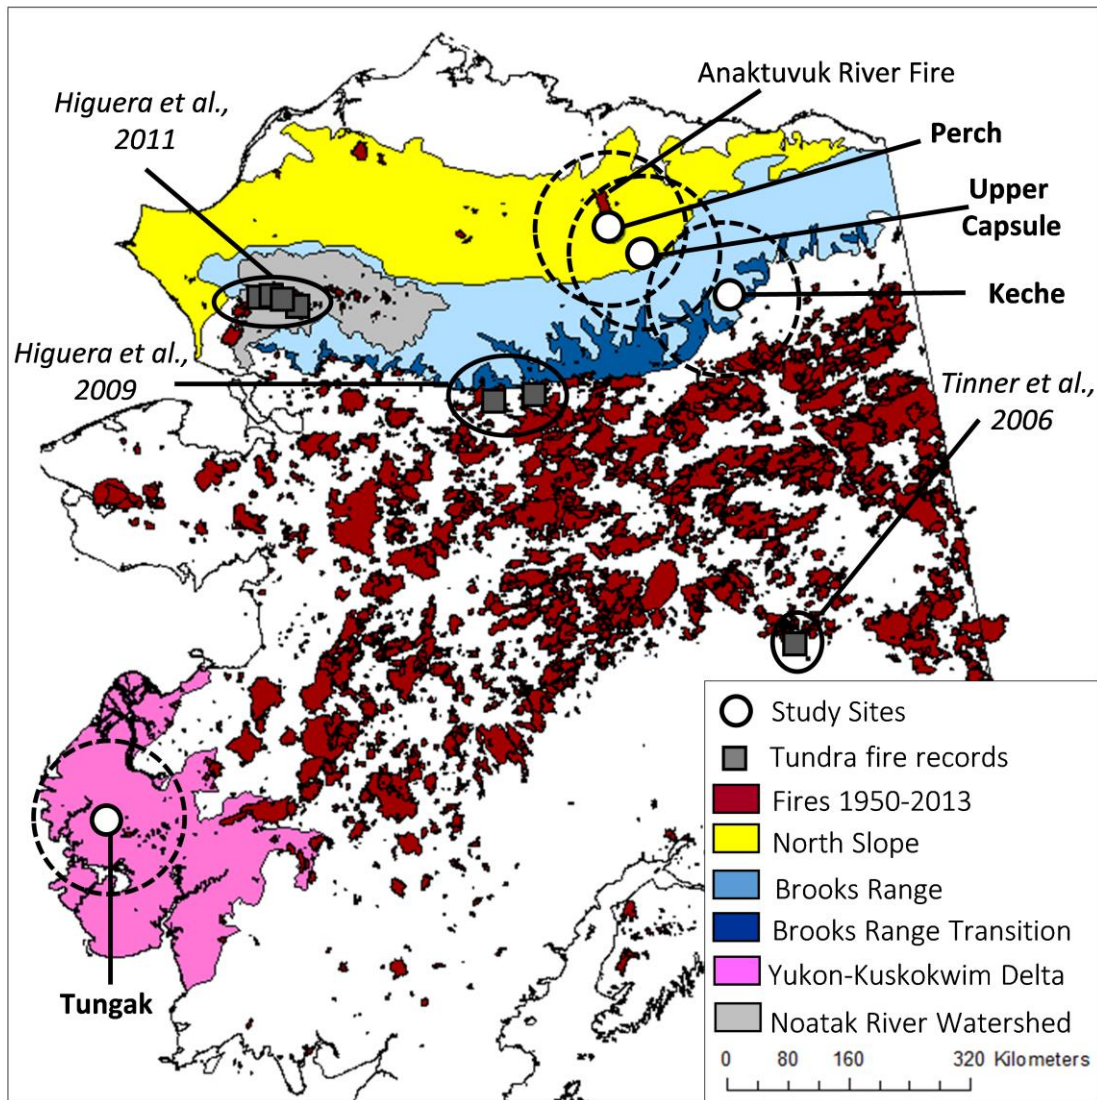 Anaktuvuk River Fire
Higuera et al.,
2011
Perch
Upper
Capsule
Keche
Higuera et al.,
2009
Tinner et al.,
2006
Tungak
Study Sites
Tundra fire records
Fires 1950-2013
North Slope
Brooks Range
Brooks Range Transition
Yukon-Kuskokwim Delta
Noatak River Watershed
0 80 160 320 Kilometers